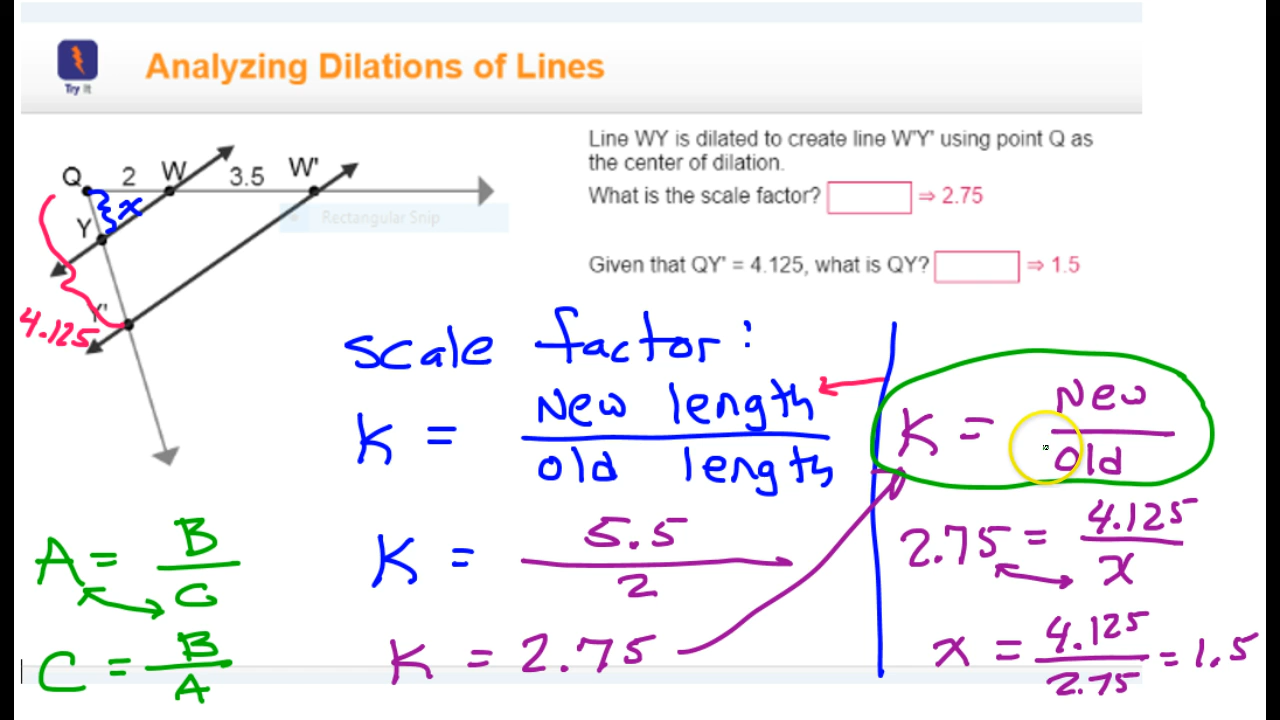 Try It
Analyzing Dilations of Lines
Line WY is dilated to create line W'Y' using point Q as
the center of dilation.
What is the scale factor? ⇒ 2.75
Given that QY' = 4.125, what is QY? ⇒ 1.5
Q 2 W 3.5 W'
x
Y
Y'
4.125
Rectangular Snip
scale factor:
K = New length / old length
K = 5.5 / 2
K = 2.75
K = New / old
2.75 = 4.125 / x
x = 4.125 / 2.75 = 1.5
A = B / C
C = B / A